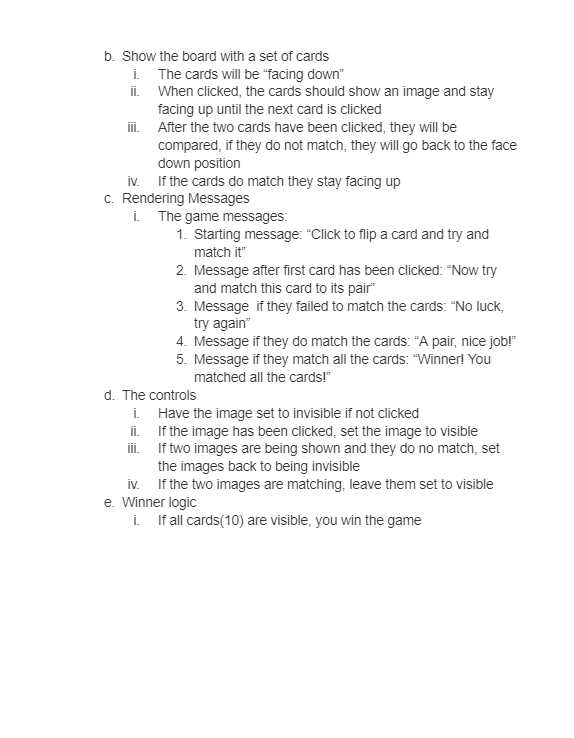 b. Show the board with a set of cards
i. The cards will be “facing down”
ii. When clicked, the cards should show an image and stay
facing up until the next card is clicked
iii. After the two cards have been clicked, they will be
compared, if they do not match, they will go back to the face
down position
iv. If the cards do match they stay facing up
c. Rendering Messages
i. The game messages:
1. Starting message: “Click to flip a card and try and
match it”
2. Message after first card has been clicked: “Now try
and match this card to its pair”
3. Message if they failed to match the cards: “No luck,
try again”
4. Message if they do match the cards: “A pair, nice job!”
5. Message if they match all the cards: “Winner! You
matched all the cards!”
d. The controls
i. Have the image set to invisible if not clicked
ii. If the image has been clicked, set the image to visible
iii. If two images are being shown and they do no match, set
the images back to being invisible
iv. If the two images are matching, leave them set to visible
e. Winner logic
i. If all cards(10) are visible, you win the game